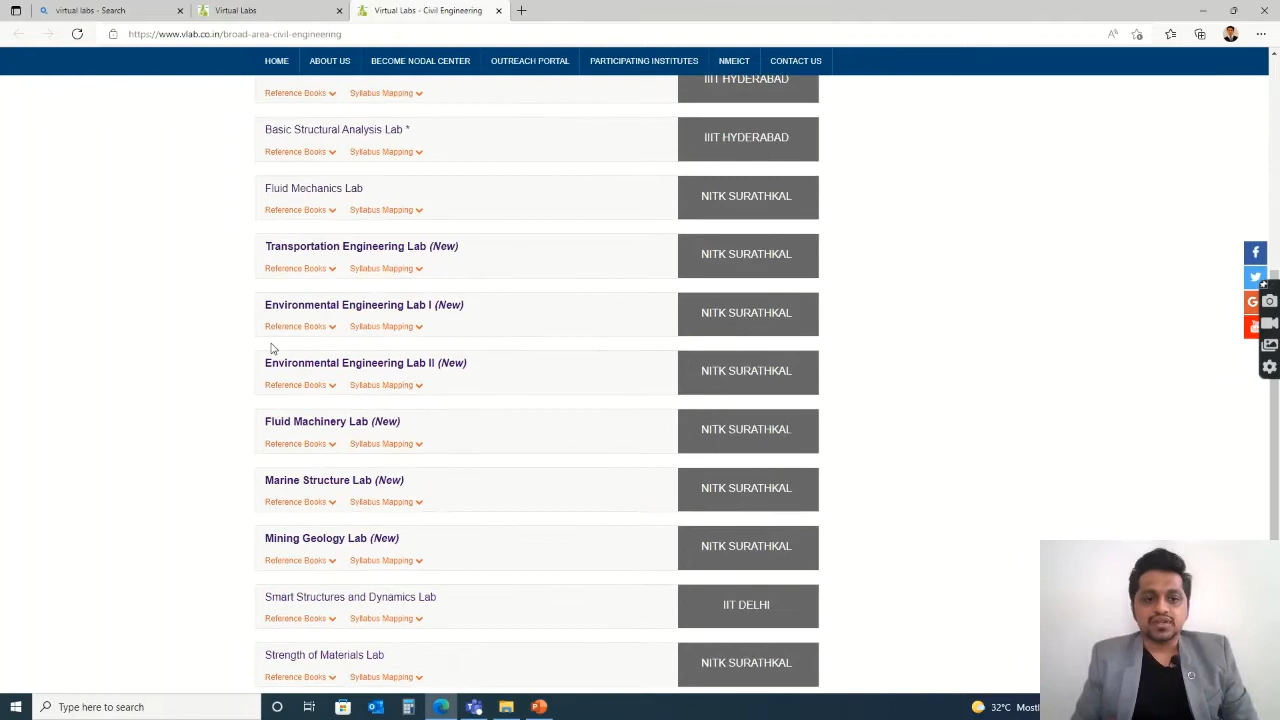 virtual labs - Search
Virtual Labs
Virtual Labs - Civil Engineering
https://www.vlab.co.in/broad-area-civil-engineering
HOME ABOUT US BECOME NODAL CENTER OUTREACH PORTAL PARTICIPATING INSTITUTES NMEICT CONTACT US
IIIT HYDERABAD
Reference Books Syllabus Mapping
Basic Structural Analysis Lab *
IIIT HYDERABAD
Reference Books Syllabus Mapping
Fluid Mechanics Lab
NITK SURATHKAL
Reference Books Syllabus Mapping
Transportation Engineering Lab (New)
NITK SURATHKAL
Reference Books Syllabus Mapping
Environmental Engineering Lab I (New)
NITK SURATHKAL
Reference Books Syllabus Mapping
Environmental Engineering Lab II (New)
NITK SURATHKAL
Reference Books Syllabus Mapping
Fluid Machinery Lab (New)
NITK SURATHKAL
Reference Books Syllabus Mapping
Marine Structure Lab (New)
NITK SURATHKAL
Reference Books Syllabus Mapping
Mining Geology Lab (New)
NITK SURATHKAL
Reference Books Syllabus Mapping
Smart Structures and Dynamics Lab
IIT DELHI
Reference Books Syllabus Mapping
Strength of Materials Lab
NITK SURATHKAL
Reference Books Syllabus Mapping
Type here to search
32°C Mostl